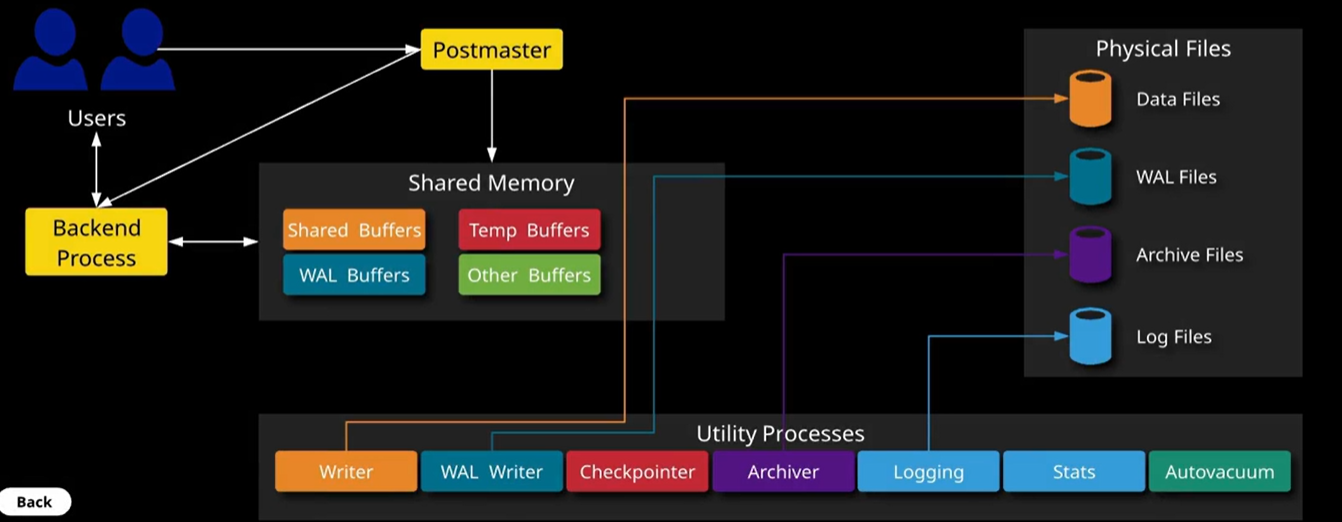 Users
Postmaster
Backend
Process
Shared Memory
Shared Buffers
Temp Buffers
WAL Buffers
Other Buffers
Physical Files
Data Files
WAL Files
Archive Files
Log Files
Utility Processes
Writer
WAL Writer
Checkpointer
Archiver
Logging
Stats
Autovacuum
Back